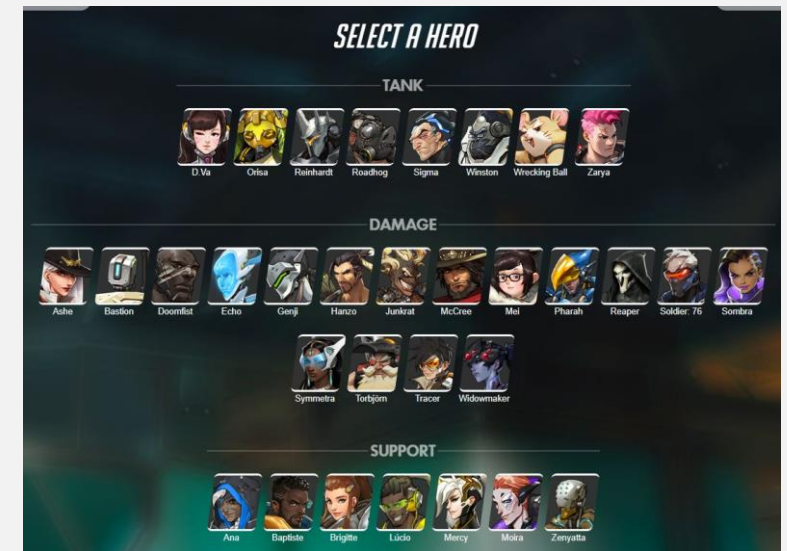 SELECT A HERO
TANK
D.Va Orisa Reinhardt Roadhog Sigma Winston Wrecking Ball Zarya
DAMAGE
Ashe Bastion Doomfist Echo Genji Hanzo Junkrat McCree Mei Pharah Reaper Soldier: 76 Sombra
Symmetra Torbjörn Tracer Widowmaker
SUPPORT
Ana Baptiste Brigitte Lúcio Mercy Moira Zenyatta